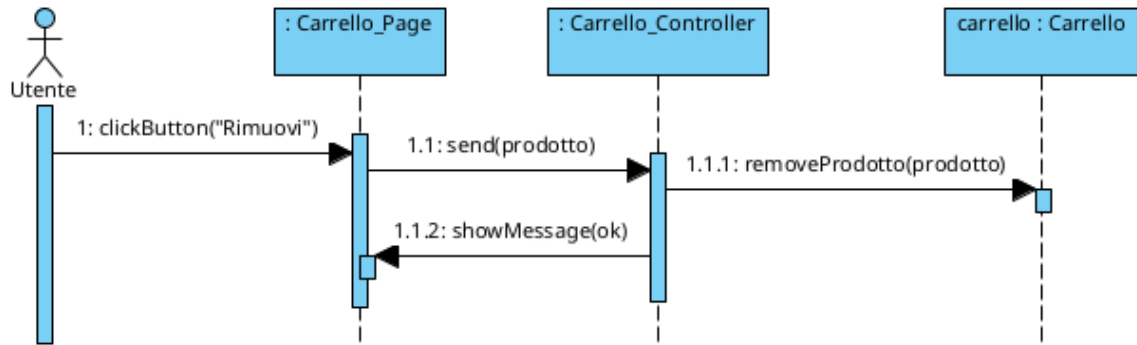 : Carrello_Page
: Carrello_Controller
carrello : Carrello
Utente
1: clickButton("Rimuovi")
1.1: send(prodotto)
1.1.1: removeProdotto(prodotto)
1.1.2: showMessage(ok)